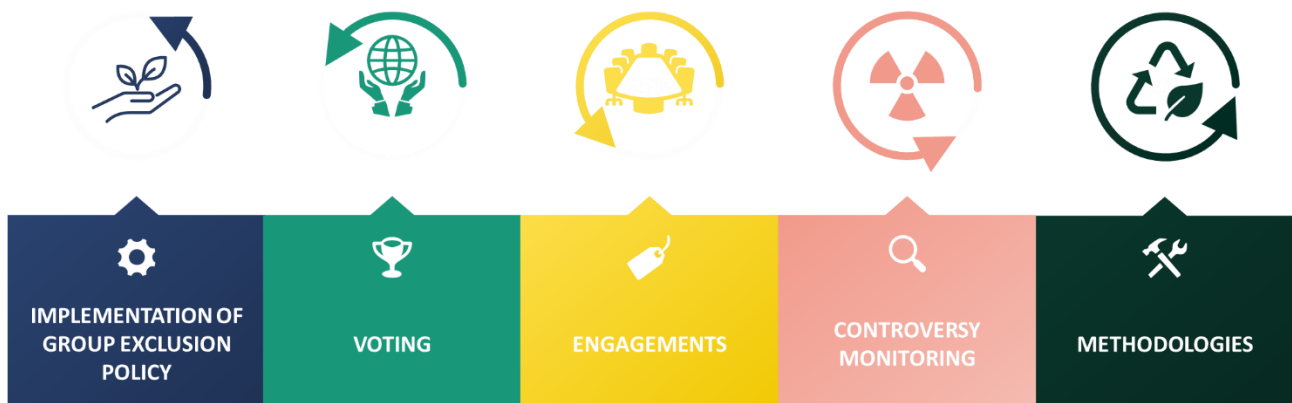 IMPLEMENTATION OF
GROUP EXCLUSION
POLICY
VOTING
ENGAGEMENTS
CONTROVERSY
MONITORING
METHODOLOGIES